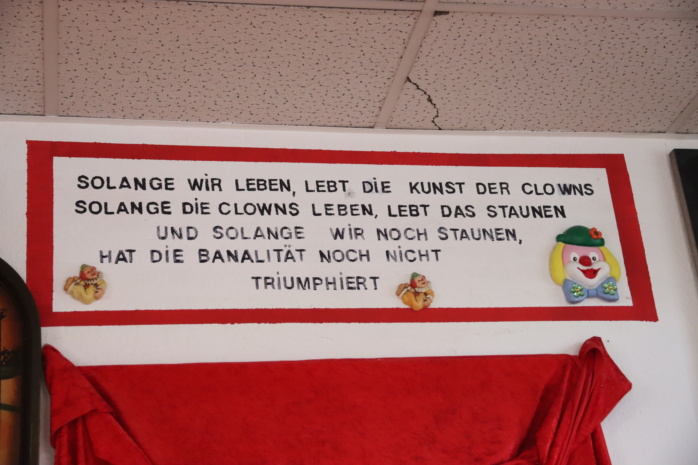 SOLANGE WiR LEBEN, LEBT DiE KUNST DER CLOWNS
SOLANGE DiE CLOWNS LEBEN, LEBT DAS STAUNEN
UND SOLANGE WiR NOCH STAUNEN,
HAT DiE BANALiTÄT NOCH NiCHT
TRiUMPHiERT